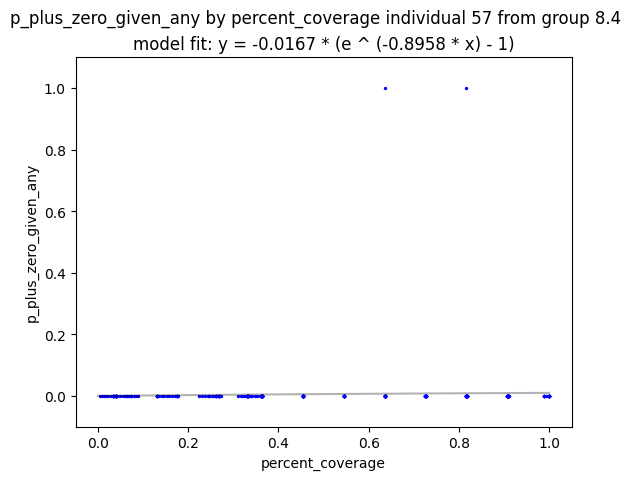 p_plus_zero_given_any by percent_coverage individual 57 from group 8.4
model fit: y = -0.0167 * (e ^ (-0.8958 * x) - 1)
1.0
0.8
0.6
0.4
0.2
0.0
p_plus_zero_given_any
0.0 0.2 0.4 0.6 0.8 1.0
percent_coverage